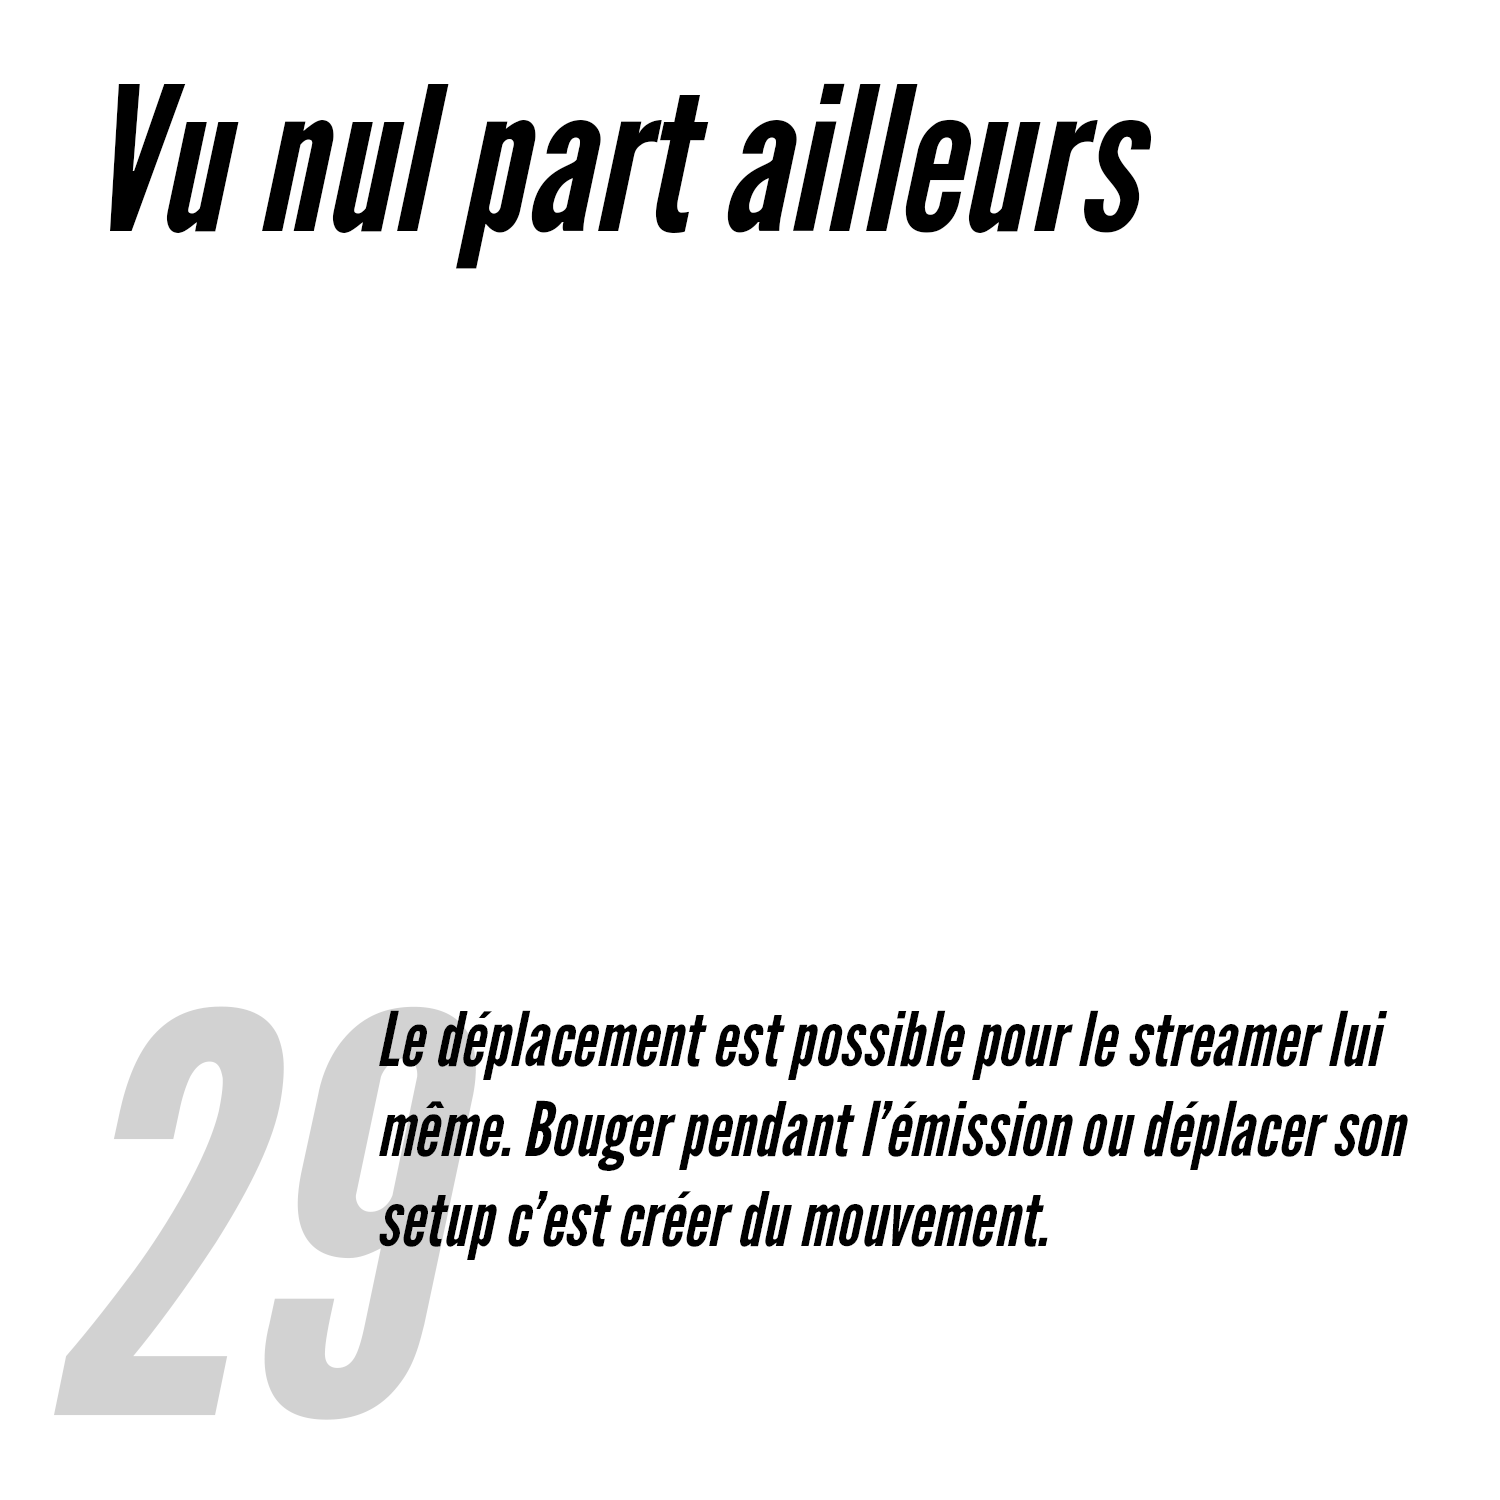 Vu nul part ailleurs
Le déplacement est possible pour le streamer lui
même. Bouger pendant l’émission ou déplacer son
setup c’est créer du mouvement.
29